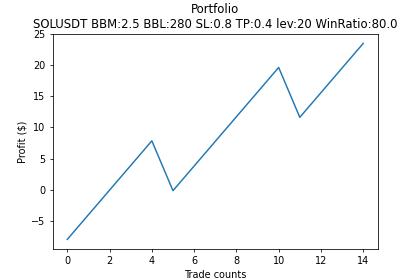 Portfolio
SOLUSDT BBM:2.5 BBL:280 SL:0.8 TP:0.4 lev:20 WinRatio:80.0
25
20
15
10
5
0
−5
Profit ($)
0 2 4 6 8 10 12 14
Trade counts